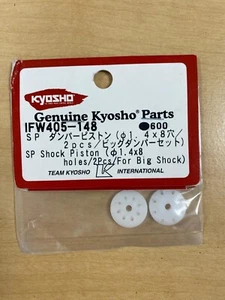 KYOSHO
Genuine Kyosho Parts
IFW405-148 600
SP ダンパーピストン(φ1.4x8穴/
2pcs/ビッグダンパーセット)
SP Shock Piston (φ1.4x8
holes/2Pcs/For Big Shock)
TEAM KYOSHO K INTERNATIONAL